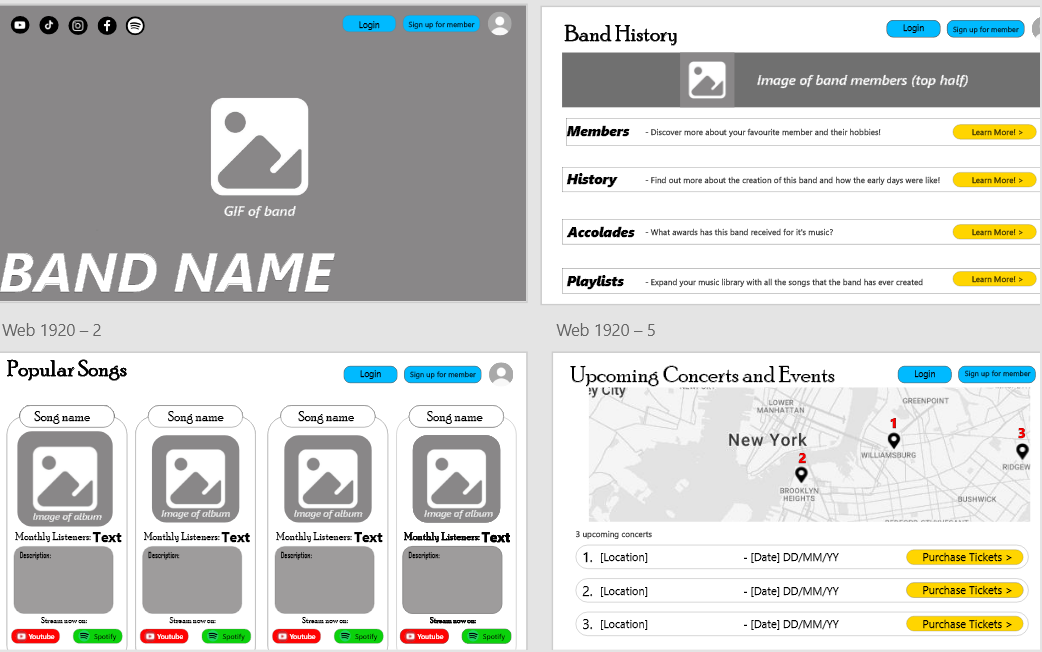 Login
Sign up for member
GIF of band
BAND NAME
Band History
Login
Sign up for member
Image of band members (top half)
Members - Discover more about your favourite member and their hobbies! Learn More! >
History - Find out more about the creation of this band and how the early days were like! Learn More! >
Accolades - What awards has this band received for it's music? Learn More! >
Playlists - Expand your music library with all the songs that the band has ever created Learn More! >
Web 1920 – 2
Web 1920 – 5
Popular Songs
Login
Sign up for member
Song name Song name Song name Song name
Image of album Image of album Image of album Image of album
Monthly Listeners: Text Monthly Listeners: Text Monthly Listeners: Text Monthly Listeners: Text
Description: Description: Description: Description:
Stream now on: Stream now on: Stream now on: Stream now on:
Youtube Spotify Youtube Spotify Youtube Spotify Youtube Spotify
Upcoming Concerts and Events
Login
Sign up for member
ey City
LOWER
MANHATTAN
GREENPOINT
New York
1
WILLIAMSBURG
2
3
RIDGEW
BROOKLYN
HEIGHTS
BUSHWICK
3 upcoming concerts
1. [Location] - [Date] DD/MM/YY Purchase Tickets >
2. [Location] - [Date] DD/MM/YY Purchase Tickets >
3. [Location] - [Date] DD/MM/YY Purchase Tickets >